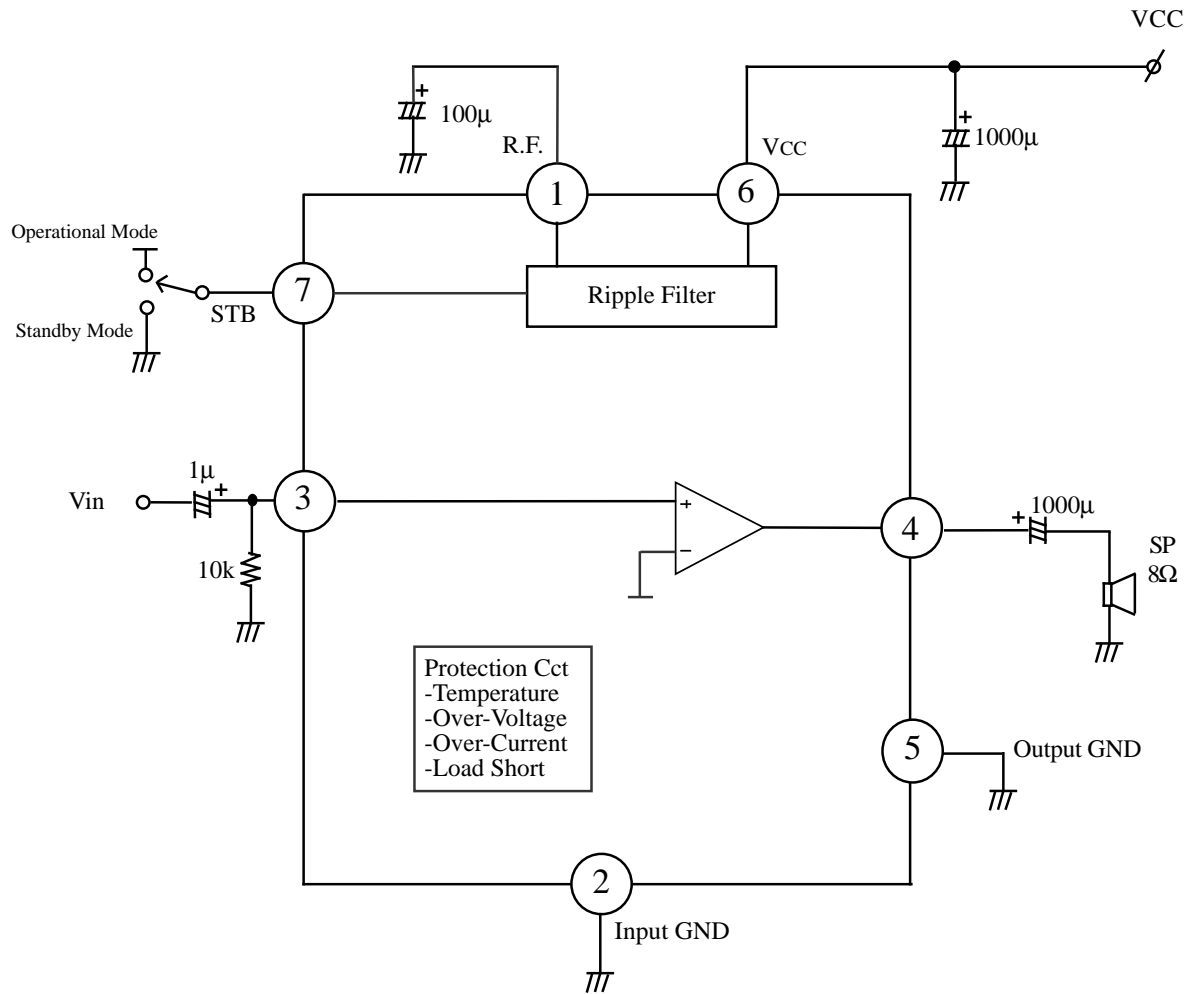 VCC
+
100µ
R.F.
VCC
+
1000µ
1
6
Operational Mode
7
Ripple Filter
STB
Standby Mode
1µ
Vin
+
3
+
1000µ
+
4
−
SP
8Ω
10k
Protection Cct
-Temperature
-Over-Voltage
-Over-Current
-Load Short
5
Output GND
2
Input GND